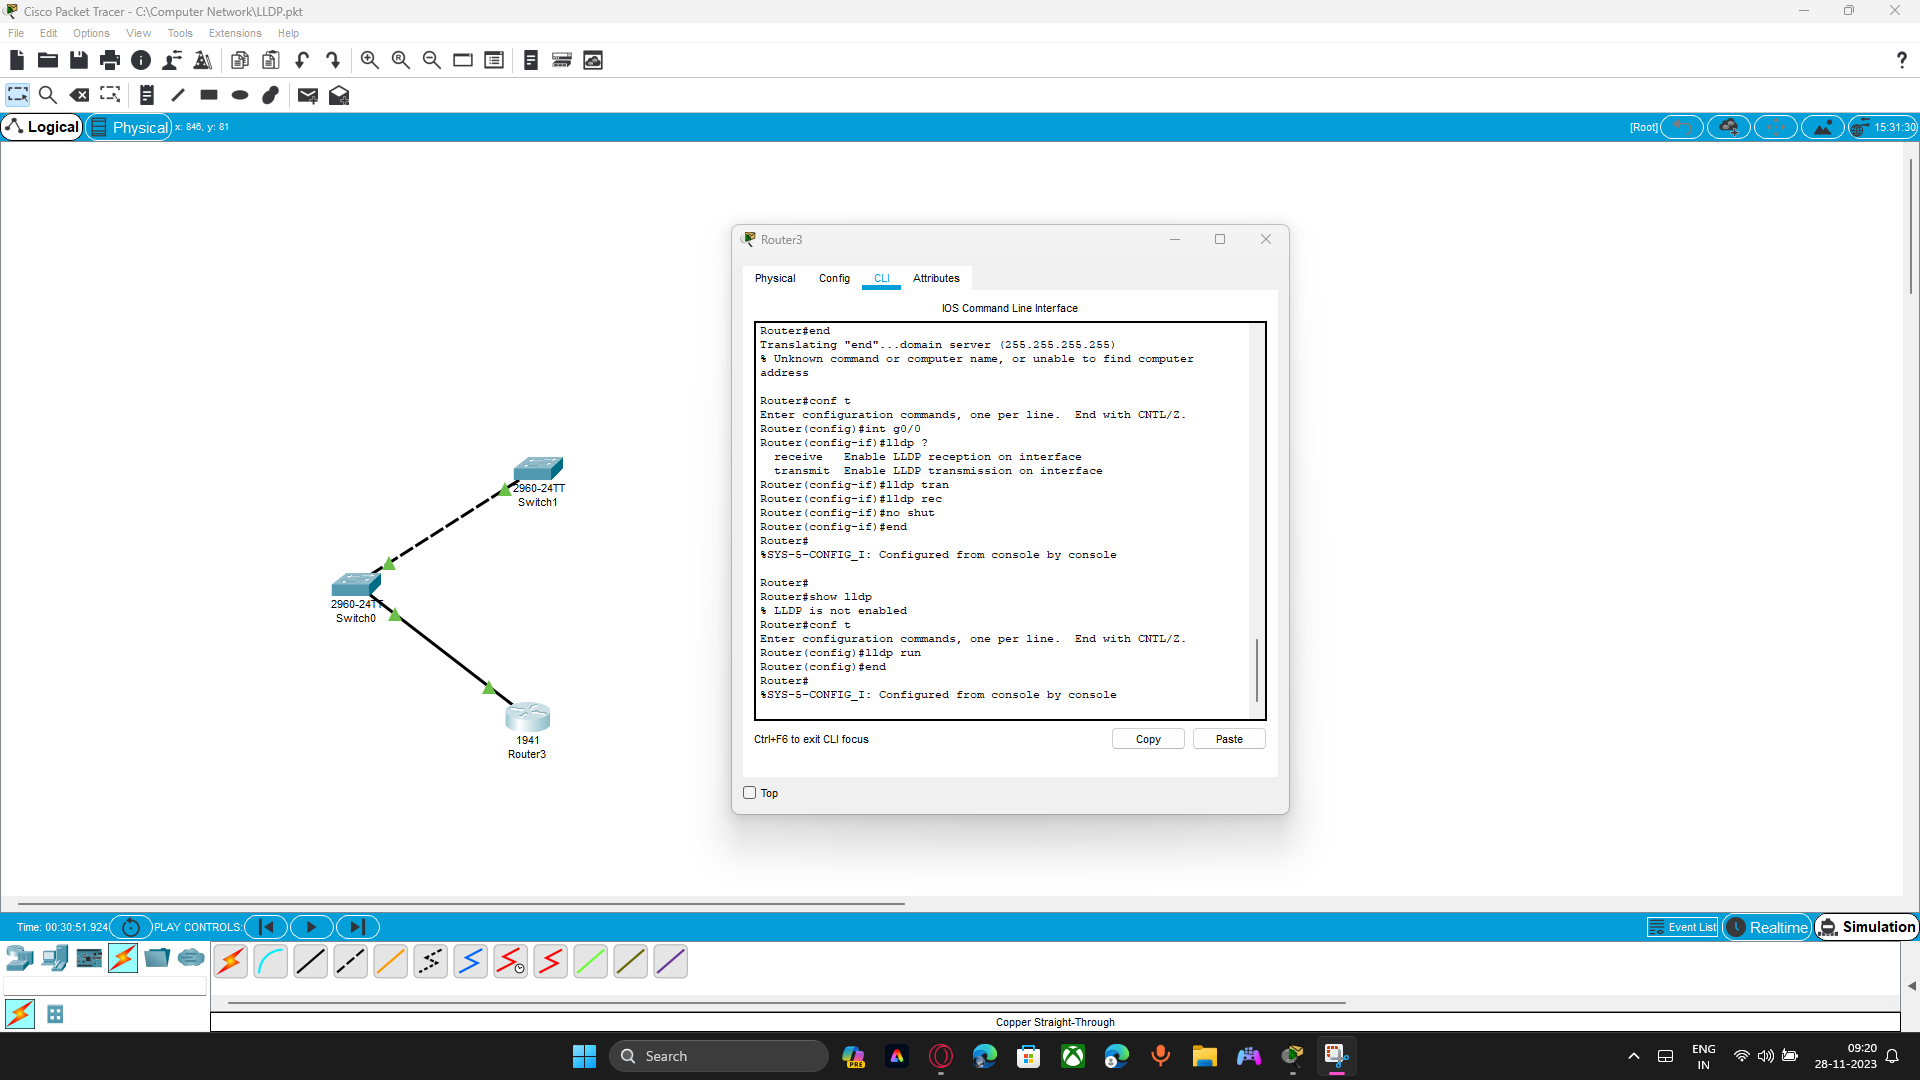 Cisco Packet Tracer - C:\Computer Network\LLDP.pkt
File Edit Options View Tools Extensions Help
Logical Physical x: 846, y: 81 [Root] 15:31:30
Router3
Physical Config CLI Attributes
IOS Command Line Interface
Router#end
Translating "end"...domain server (255.255.255.255)
% Unknown command or computer name, or unable to find computer
address
Router#conf t
Enter configuration commands, one per line.  End with CNTL/Z.
Router(config)#int g0/0
Router(config-if)#lldp ?
receive   Enable LLDP reception on interface
transmit  Enable LLDP transmission on interface
Router(config-if)#lldp tran
Router(config-if)#lldp rec
Router(config-if)#no shut
Router(config-if)#end
Router#
%SYS-5-CONFIG_I: Configured from console by console
Router#
Router#show lldp
% LLDP is not enabled
Router#conf t
Enter configuration commands, one per line.  End with CNTL/Z.
Router(config)#lldp run
Router(config)#end
Router#
%SYS-5-CONFIG_I: Configured from console by console
Ctrl+F6 to exit CLI focus Copy Paste
Top
2960-24TT
Switch1
2960-24TT
Switch0
1941
Router3
Time: 00:30:51.924 PLAY CONTROLS: Event List Realtime Simulation
Copper Straight-Through
Search
PRE
ENG
IN
09:20
28-11-2023